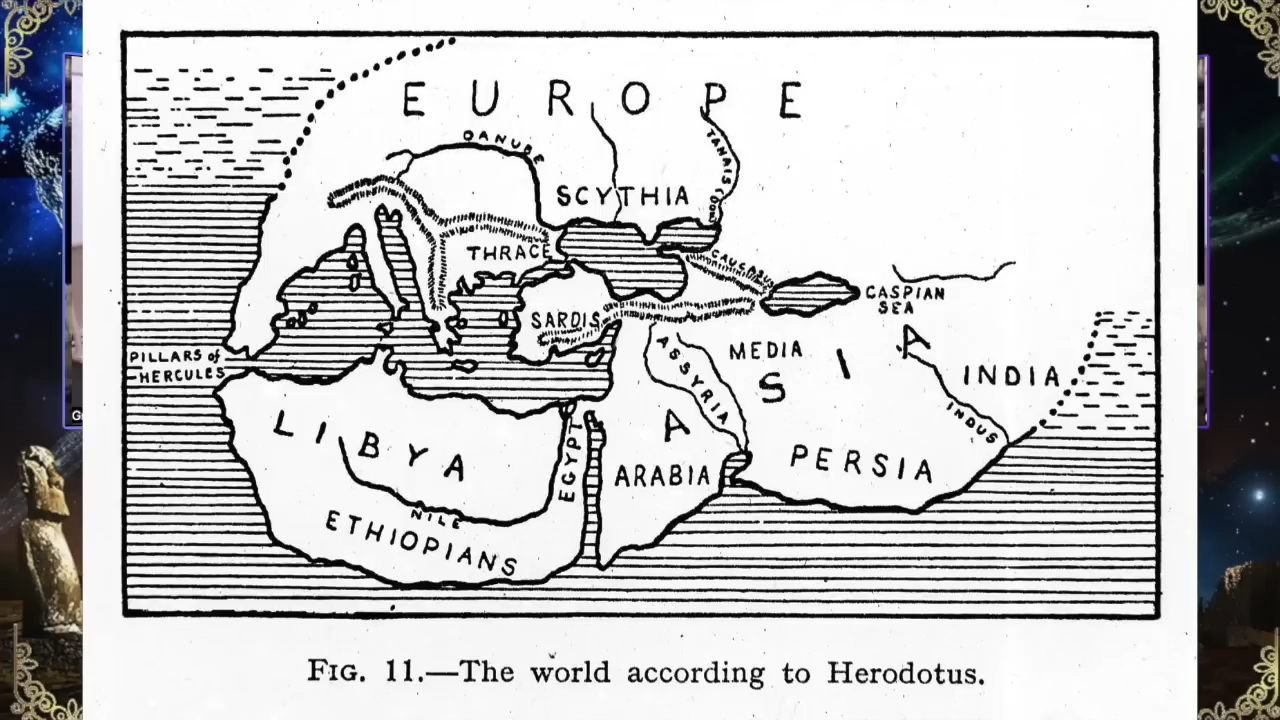 EUROPE
DANUBE
TANAIS (DON)
SCYTHIA
THRACE
CAUCASUS
CASPIAN
SEA
SARDIS
PILLARS of
HERCULES
ASSYRIA
MEDIA
ASIA
INDIA
INDUS
LIBYA
EGYPT
ARABIA
PERSIA
NILE
ETHIOPIANS
FIG. 11.—The world according to Herodotus.